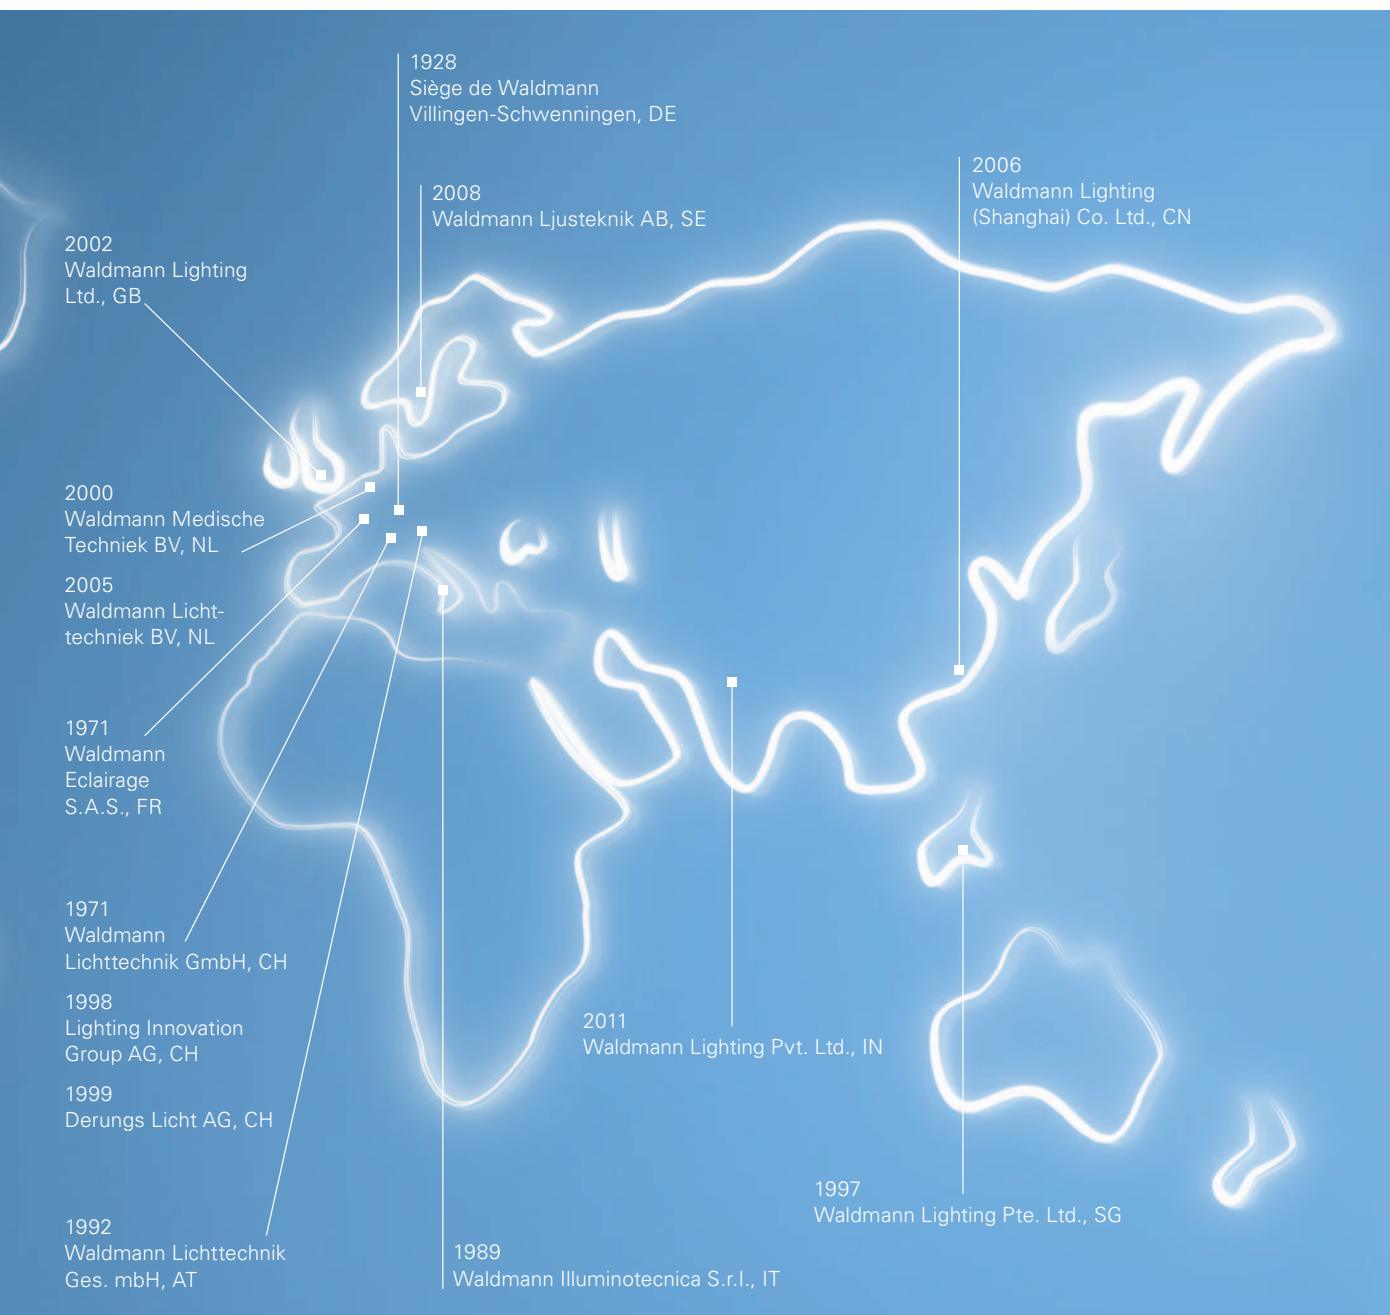 1928
Siège de Waldmann
Villingen-Schwenningen, DE
2008
Waldmann Ljusteknik AB, SE
2006
Waldmann Lighting
(Shanghai) Co. Ltd., CN
2002
Waldmann Lighting
Ltd., GB
2000
Waldmann Medische
Techniek BV, NL
2005
Waldmann Licht-
techniek BV, NL
1971
Waldmann
Eclairage
S.A.S., FR
1971
Waldmann
Lichttechnik GmbH, CH
1998
Lighting Innovation
Group AG, CH
1999
Derungs Licht AG, CH
1992
Waldmann Lichttechnik
Ges. mbH, AT
1989
Waldmann Illuminotecnica S.r.l., IT
2011
Waldmann Lighting Pvt. Ltd., IN
1997
Waldmann Lighting Pte. Ltd., SG